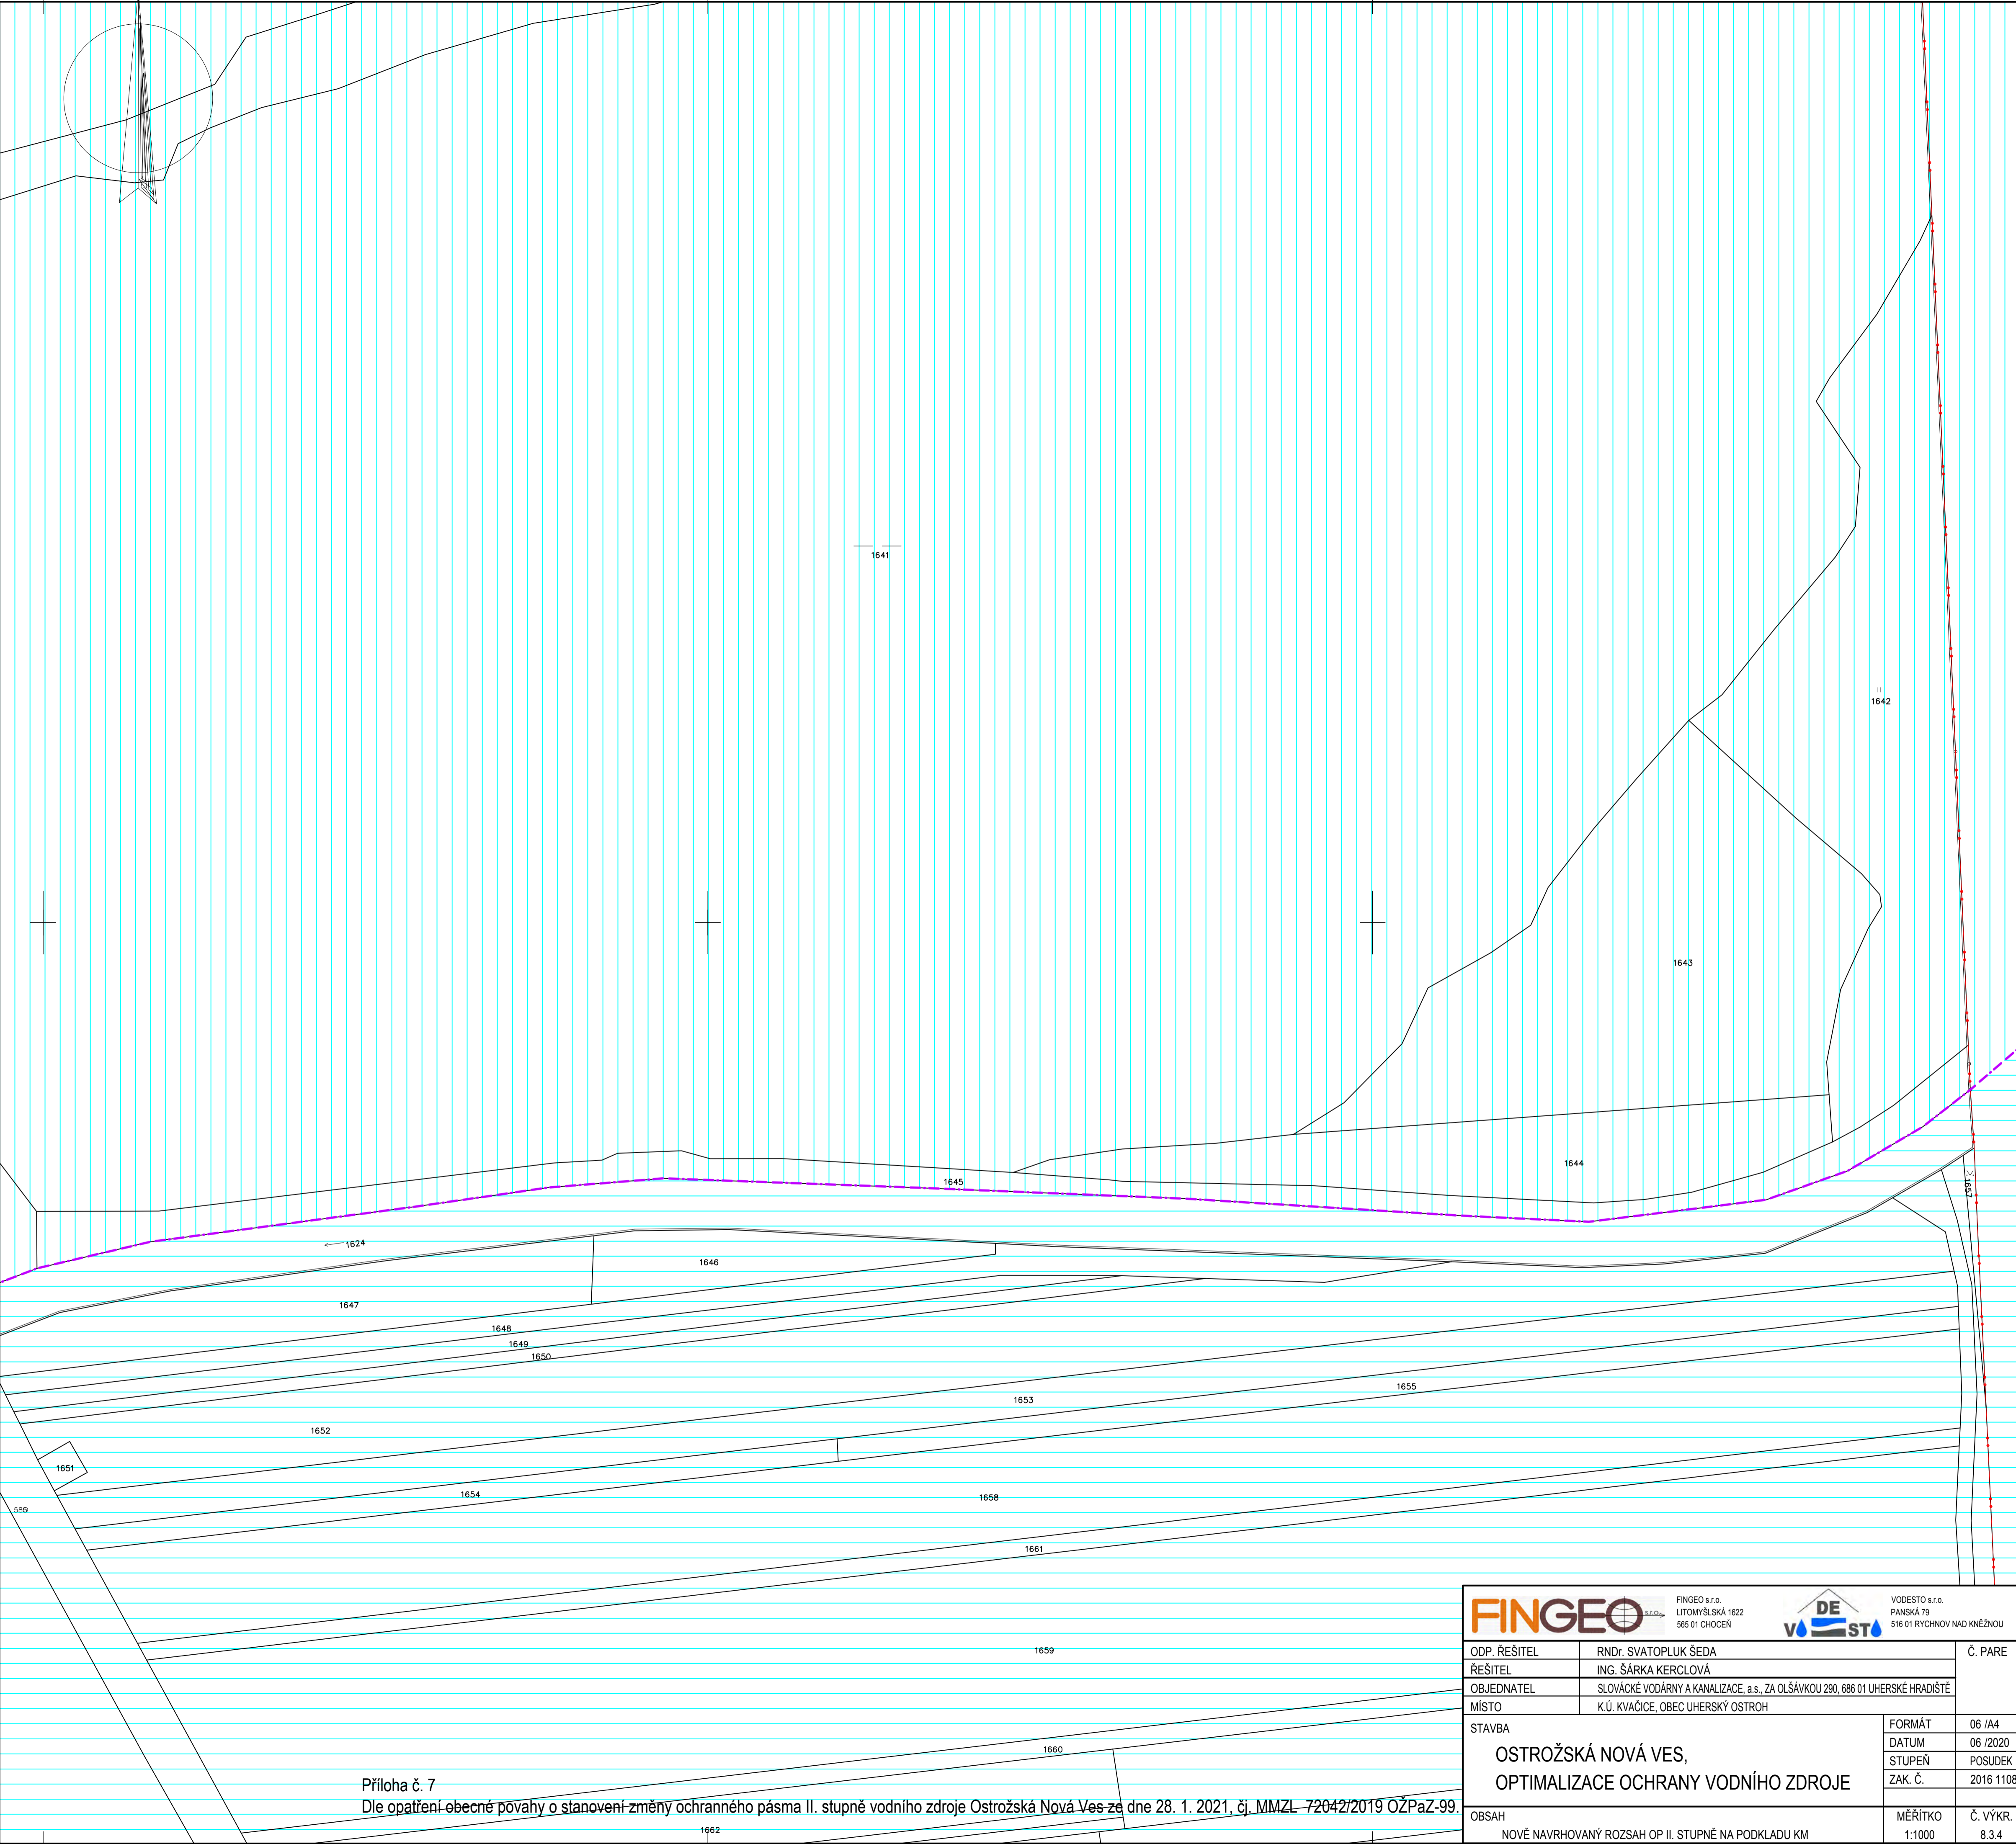 1641
1642
1643
1644
1645
1657
1624
1646
1647
1648
1649
1650
1655
1653
1652
1651
1654
1658
586
1661
1659
1660
1662
Příloha č. 7
Dle opatření obecné povahy o stanovení změny ochranného pásma II. stupně vodního zdroje Ostrožská Nová Ves ze dne 28. 1. 2021, čj. MMZL 72042/2019 OŽPaZ-99.
FINGEO s.r.o.
FINGEO s.r.o.
LITOMYŠLSKÁ 1622
565 01 CHOCEŇ
VODESTO
VODESTO s.r.o.
PANSKÁ 79
516 01 RYCHNOV NAD KNĚŽNOU
ODP. ŘEŠITEL RNDr. SVATOPLUK ŠEDA Č. PARE
ŘEŠITEL ING. ŠÁRKA KERCLOVÁ
OBJEDNATEL SLOVÁCKÉ VODÁRNY A KANALIZACE, a.s., ZA OLŠÁVKOU 290, 686 01 UHERSKÉ HRADIŠTĚ
MÍSTO K.Ú. KVAČICE, OBEC UHERSKÝ OSTROH
STAVBA
OSTROŽSKÁ NOVÁ VES,
OPTIMALIZACE OCHRANY VODNÍHO ZDROJE
FORMÁT 06 /A4
DATUM 06 /2020
STUPEŇ POSUDEK
ZAK. Č. 2016 1108
OBSAH MĚŘÍTKO Č. VÝKR.
NOVĚ NAVRHOVANÝ ROZSAH OP II. STUPNĚ NA PODKLADU KM 1:1000 8.3.4